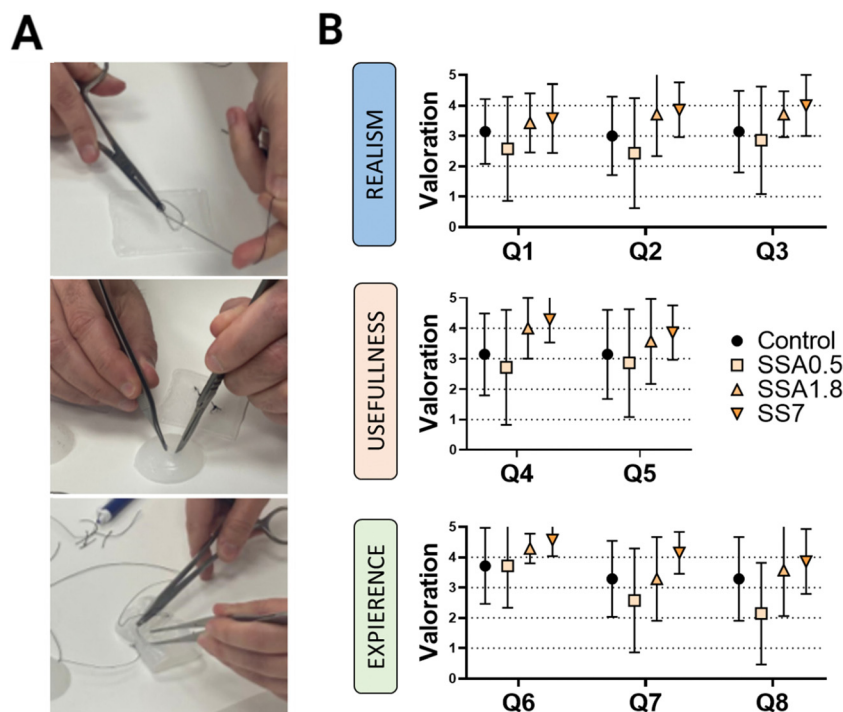 A
B
REALISM
Valoration
5
4
3
2
1
0
Q1 Q2 Q3
USEFULLNESS
Valoration
5
4
3
2
1
0
Q4 Q5
Control
SSA0.5
SSA1.8
SS7
EXPIERENCE
Valoration
5
4
3
2
1
0
Q6 Q7 Q8